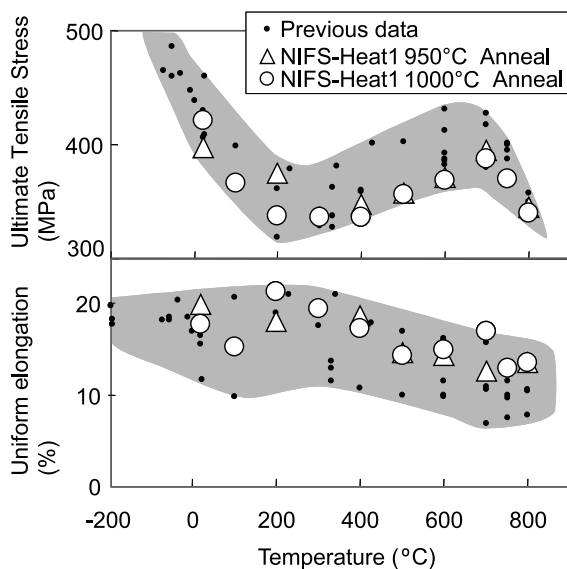 500
400
300
Ultimate Tensile Stress
(MPa)
Previous data
NIFS-Heat1 950°C Anneal
NIFS-Heat1 1000°C Anneal
20
10
0
Uniform elongation
(%)
-200 0 200 400 600 800
Temperature (°C)